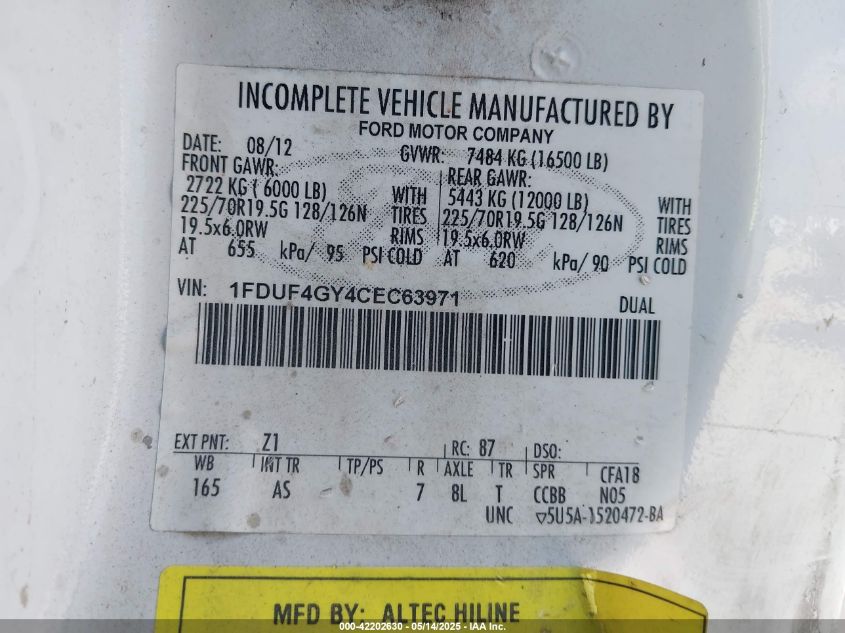 INCOMPLETE VEHICLE MANUFACTURED BY
FORD MOTOR COMPANY
DATE: 08/12 GVWR: 7484 KG (16500 LB)
FRONT GAWR: REAR GAWR:
2722 KG ( 6000 LB) WITH 5443 KG (12000 LB) WITH
225/70R19.5G 128/126N TIRES 225/70R19.5G 128/126N TIRES
19.5x6.0RW RIMS 19.5x6.0RW RIMS
AT 655 kPa/ 95 PSI COLD AT 620 kPa/ 90 PSI COLD
VIN: 1FDUF4GY4CEC63971 DUAL
EXT PNT: Z1 RC: 87 DSO:
WB INT TR TP/PS R AXLE TR SPR CFA18
165 AS 7 8L T CCBB N05
UNC ▽5U5A-1520472-BA
MFD BY: ALTEC HILINE
000-42202630 - 05/14/2025 - IAA Inc.